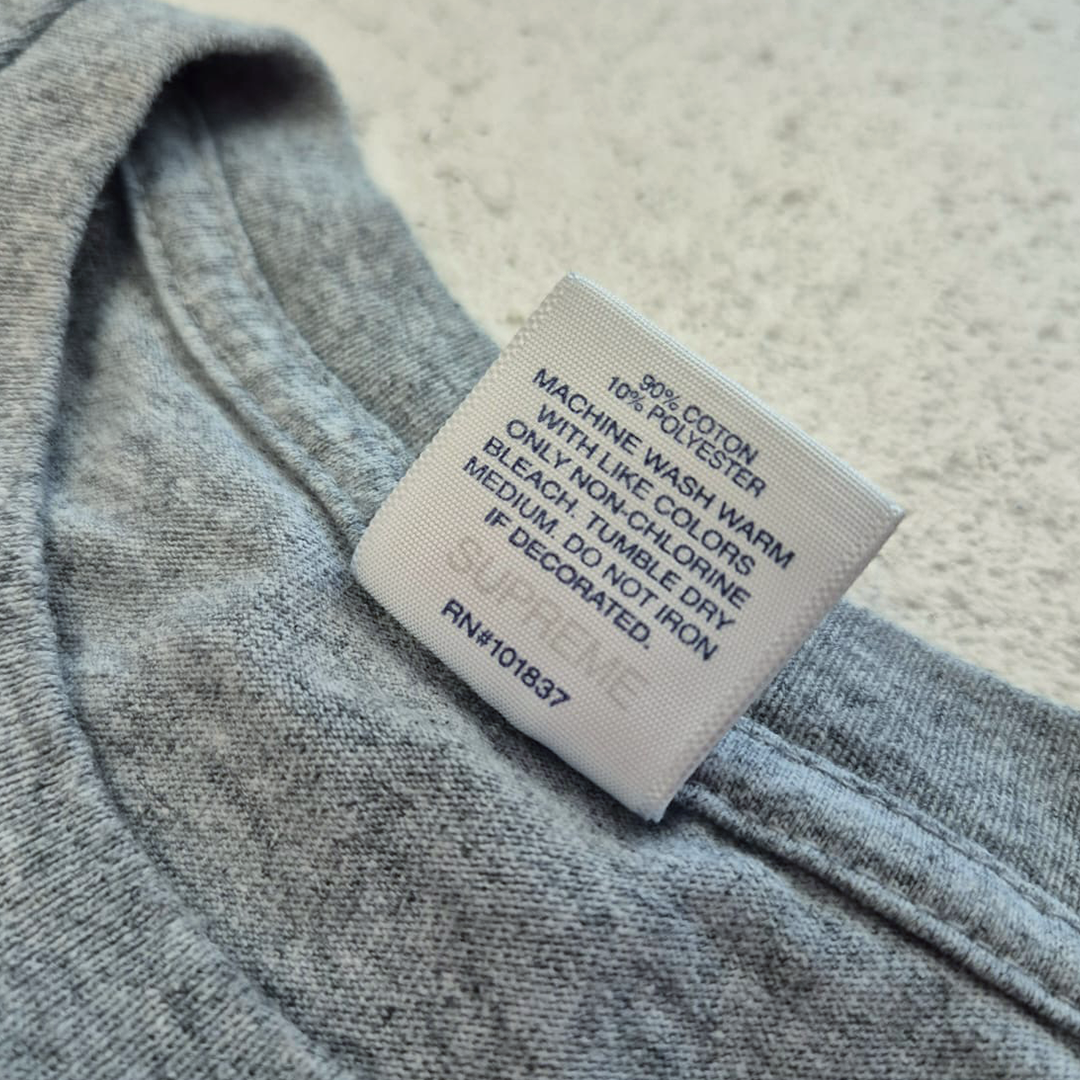 90% COTON
10% POLYESTER
MACHINE WASH WARM
WITH LIKE COLORS
ONLY NON-CHLORINE
BLEACH. TUMBLE DRY
MEDIUM. DO NOT IRON
IF DECORATED.
SUPREME
RN#101837